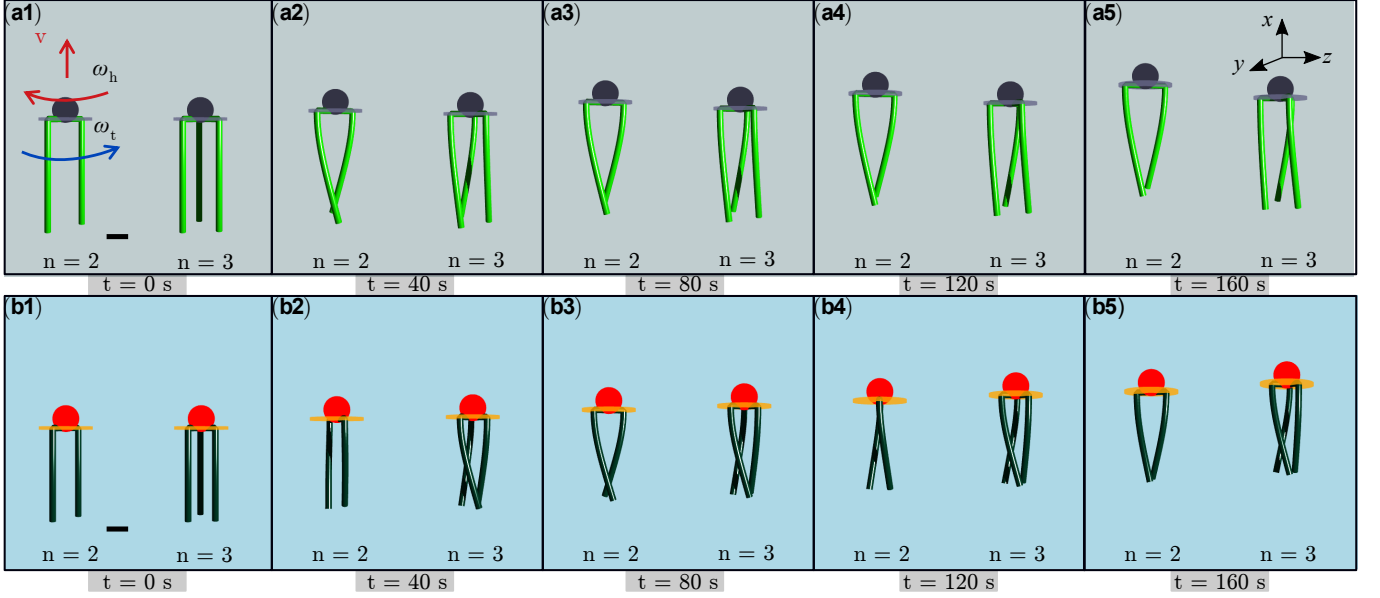 (a1) (a2) (a3) (a4) (a5)
v
ω_h
ω_t
x
y z
n = 2 n = 3 n = 2 n = 3 n = 2 n = 3 n = 2 n = 3 n = 2 n = 3
t = 0 s t = 40 s t = 80 s t = 120 s t = 160 s
(b1) (b2) (b3) (b4) (b5)
n = 2 n = 3 n = 2 n = 3 n = 2 n = 3 n = 2 n = 3 n = 2 n = 3
t = 0 s t = 40 s t = 80 s t = 120 s t = 160 s